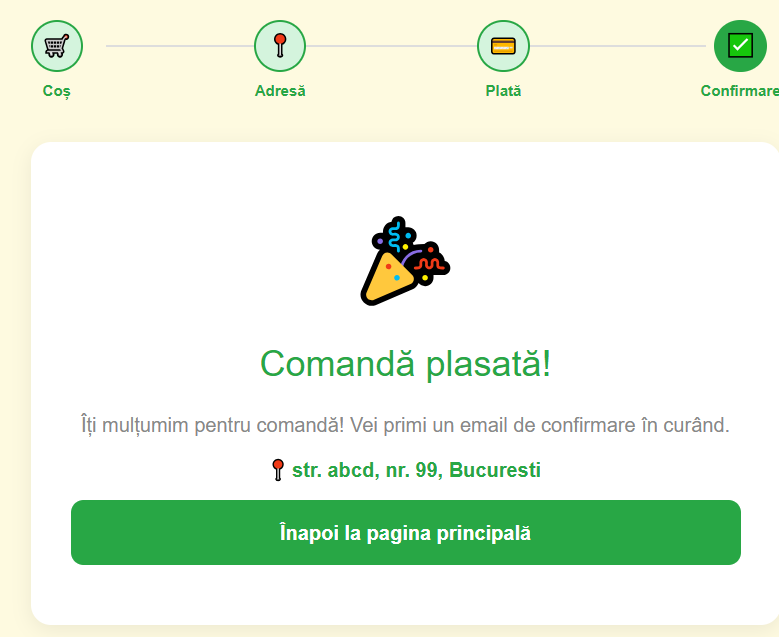 Coș Adresă Plată Confirmare
Comandă plasată!
Îți mulțumim pentru comandă! Vei primi un email de confirmare în curând.
str. abcd, nr. 99, Bucuresti
Înapoi la pagina principală